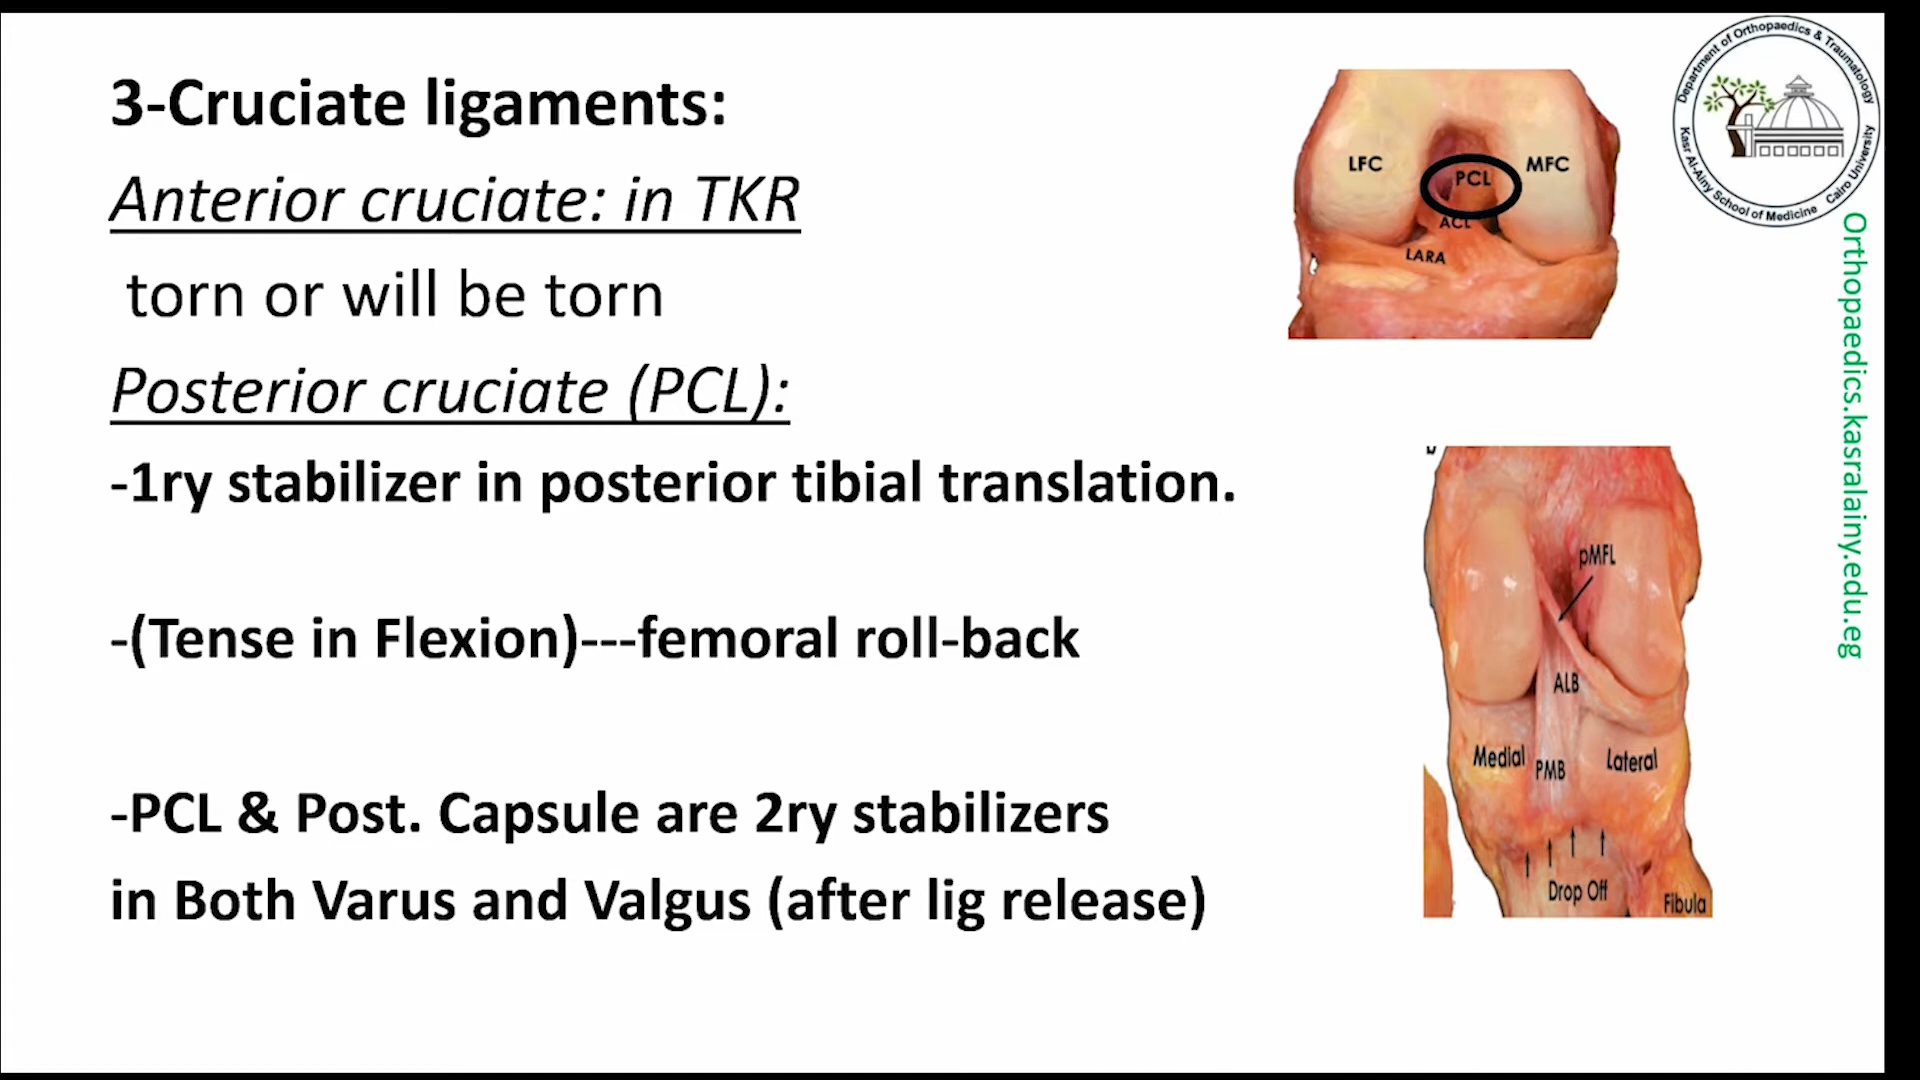 3-Cruciate ligaments:
Anterior cruciate: in TKR
torn or will be torn
Posterior cruciate (PCL):
-1ry stabilizer in posterior tibial translation.
-(Tense in Flexion)---femoral roll-back
-PCL & Post. Capsule are 2ry stabilizers
in Both Varus and Valgus (after lig release)
LFC
PCL
MFC
ACL
LARA
pMFL
ALB
Medial
PMB
Lateral
Drop Off
Fibula
Department of Orthopaedics & Traumatology
Kasr Al-Ainy School of Medicine Cairo University
Orthopaedics.kasralainy.edu.eg